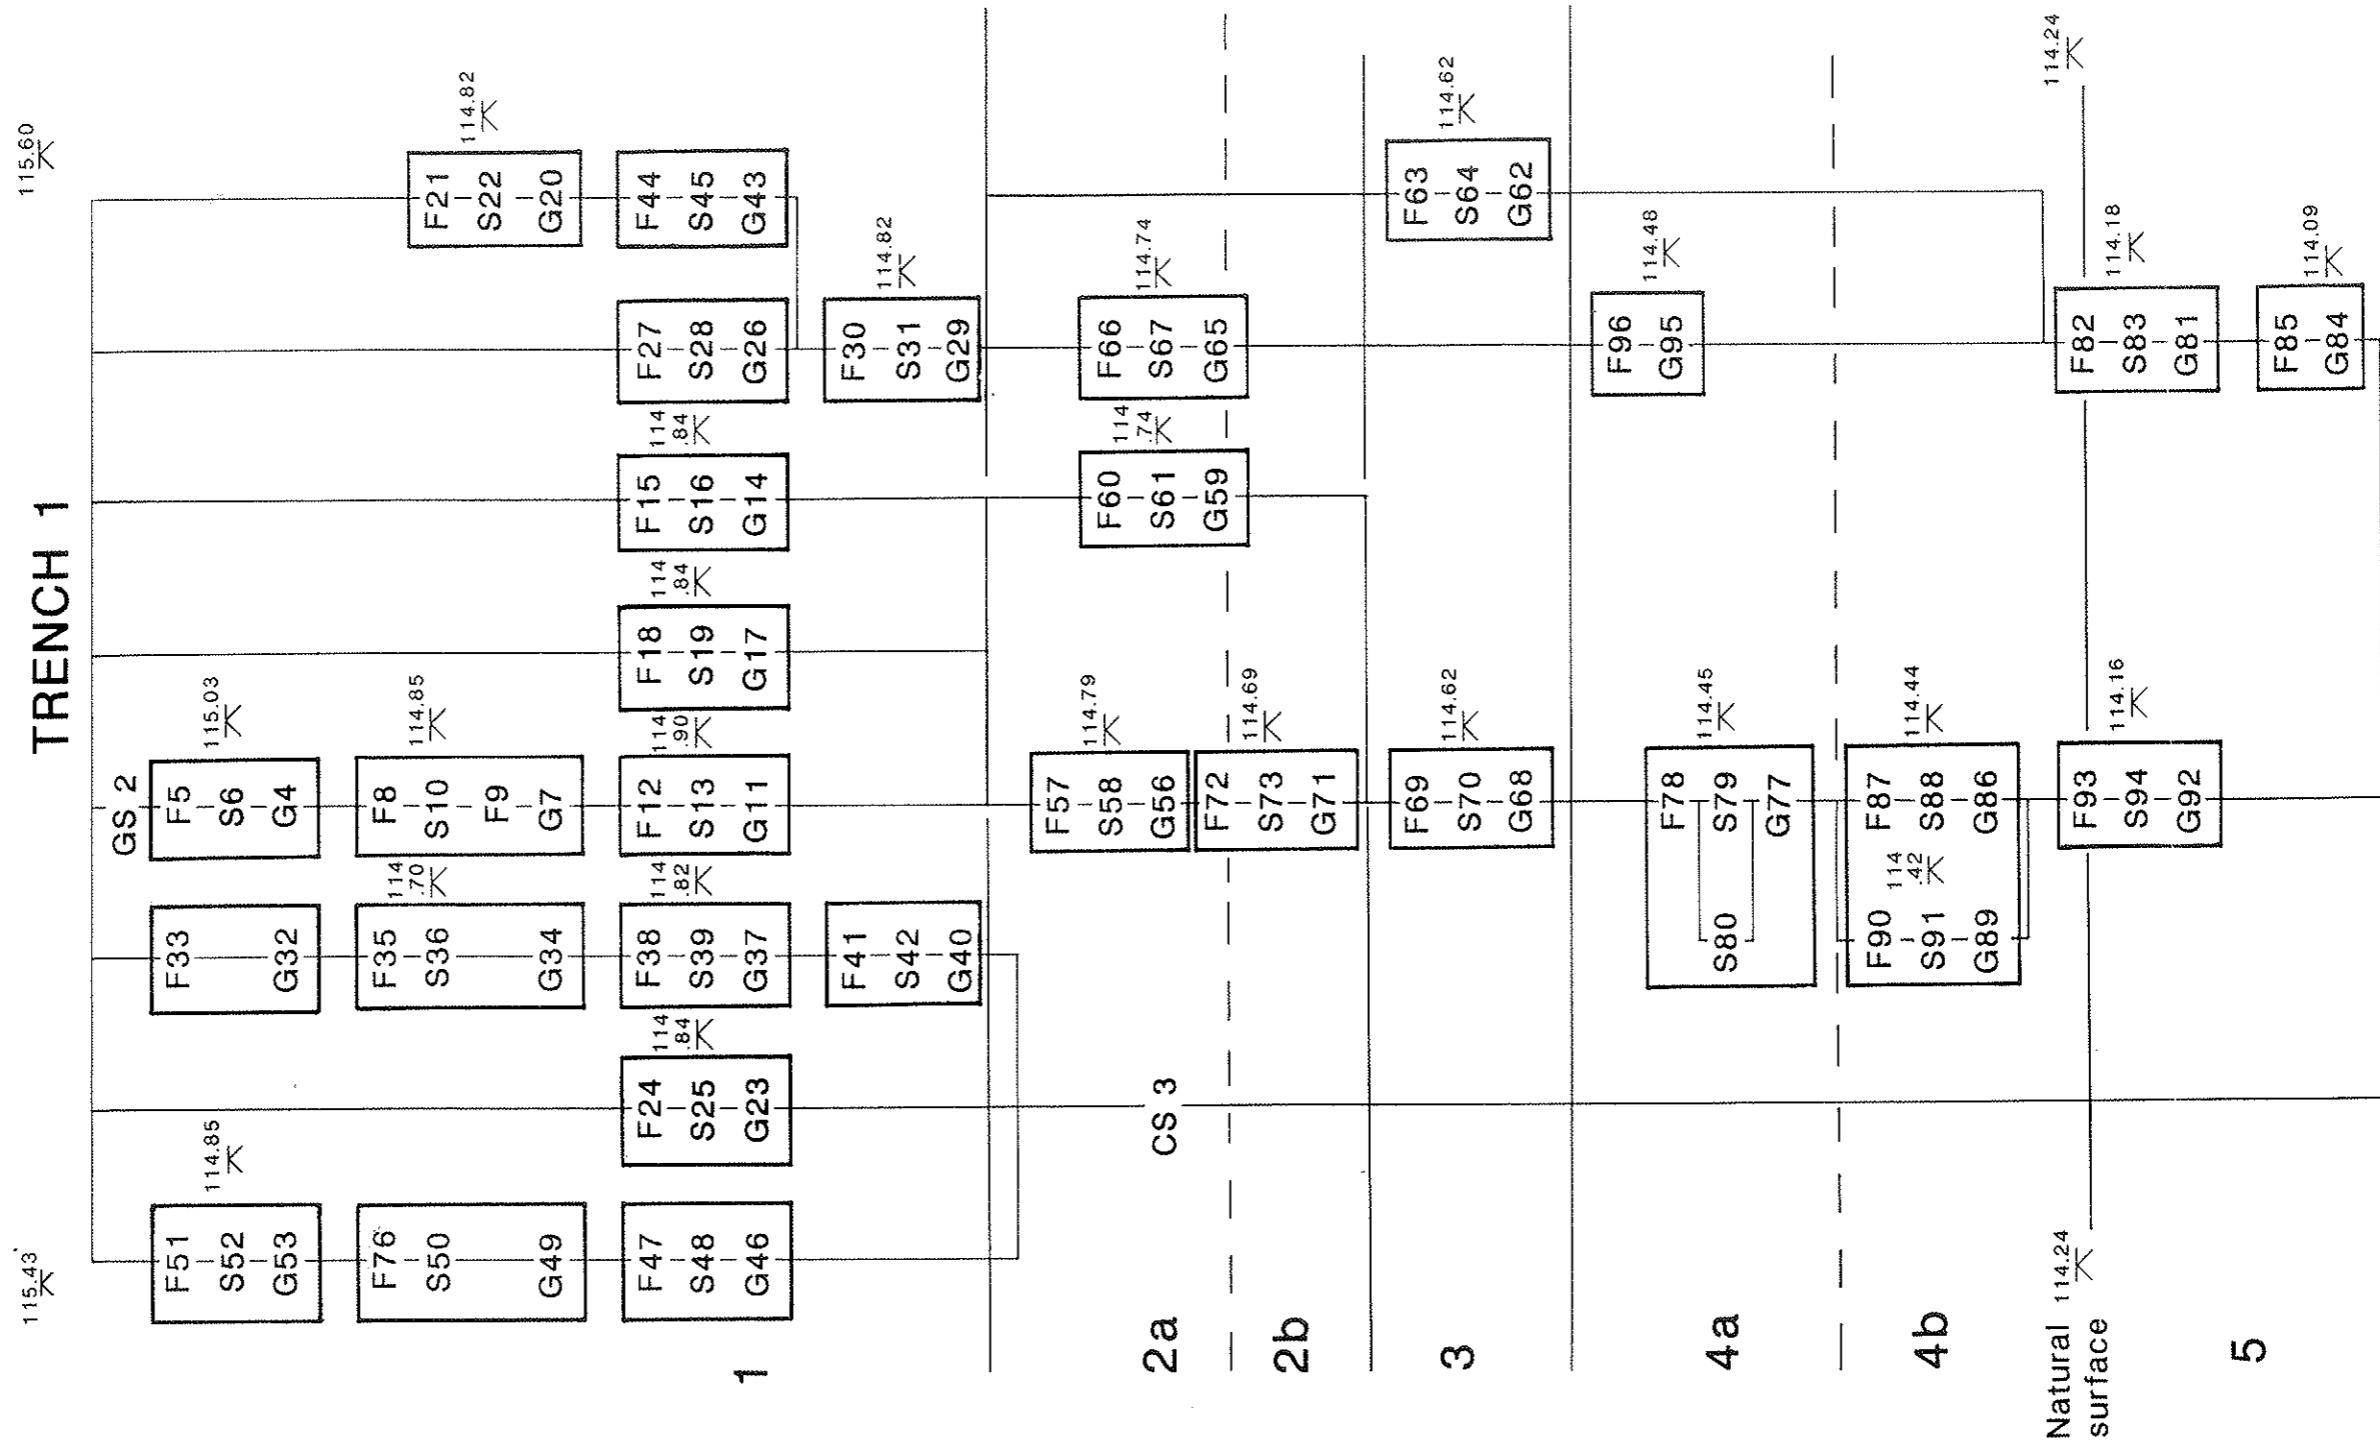 TRENCH 1
115.43
115.60
GS 2
F51
S52
G53
114.85
F33
G32
F5
S6
G4
115.03
F76
S50
G49
F35
S36
G34
114
.70
F8
S10
F9
G7
114.85
F21
S22
G20
114.82
1
F47
S48
G46
F24
S25
G23
114
.84
F38
S39
G37
114
.82
F12
S13
G11
114
.90
F18
S19
G17
114
.84
F15
S16
G14
114
.84
F27
S28
G26
F44
S45
G43
F41
S42
G40
F30
S31
G29
114.82
2a
CS 3
F57
S58
G56
114.79
F60
S61
G59
114
.74
F66
S67
G65
114.74
2b
F72
S73
G71
114.69
3
F69
S70
G68
114.62
F63
S64
G62
114.62
4a
S80
F78
S79
G77
114.45
F96
G95
114.48
4b
F90
S91
G89
114
.42
F87
S88
G86
114.44
Natural
surface
114.24
114.24
F93
S94
G92
114.16
F82
S83
G81
114.18
5
F85
G84
114.09